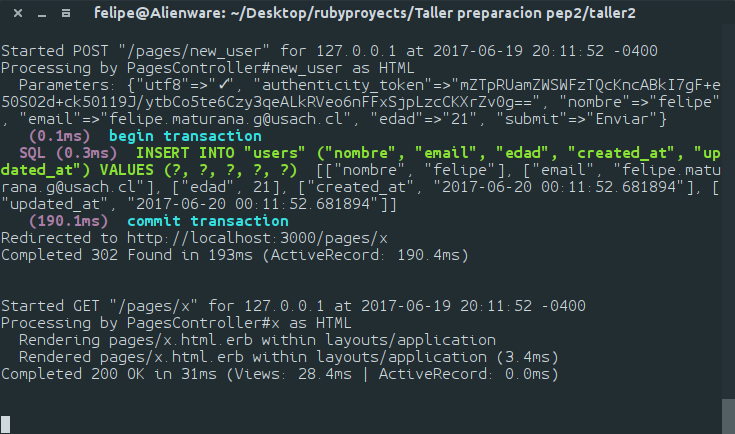 felipe@Alienware: ~/Desktop/rubyproyects/Taller preparacion pep2/taller2
Started POST "/pages/new_user" for 127.0.0.1 at 2017-06-19 20:11:52 -0400
Processing by PagesController#new_user as HTML
  Parameters: {"utf8"=>"✓", "authenticity_token"=>"mZTpRUamZWSWFzTQcKncABkI7gF+e
50SO2d+ck50119J/ytbCo5te6Czy3qeALkRVeo6nFFxSjpLzcCKXrZv0g==", "nombre"=>"felipe"
, "email"=>"felipe.maturana.g@usach.cl", "edad"=>"21", "submit"=>"Enviar"}
   (0.1ms)  begin transaction
  SQL (0.3ms)  INSERT INTO "users" ("nombre", "email", "edad", "created_at", "up
dated_at") VALUES (?, ?, ?, ?, ?)  [["nombre", "felipe"], ["email", "felipe.matu
rana.g@usach.cl"], ["edad", 21], ["created_at", "2017-06-20 00:11:52.681894"], [
"updated_at", "2017-06-20 00:11:52.681894"]]
   (190.1ms)  commit transaction
Redirected to http://localhost:3000/pages/x
Completed 302 Found in 193ms (ActiveRecord: 190.4ms)
Started GET "/pages/x" for 127.0.0.1 at 2017-06-19 20:11:52 -0400
Processing by PagesController#x as HTML
  Rendering pages/x.html.erb within layouts/application
  Rendered pages/x.html.erb within layouts/application (3.4ms)
Completed 200 OK in 31ms (Views: 28.4ms | ActiveRecord: 0.0ms)